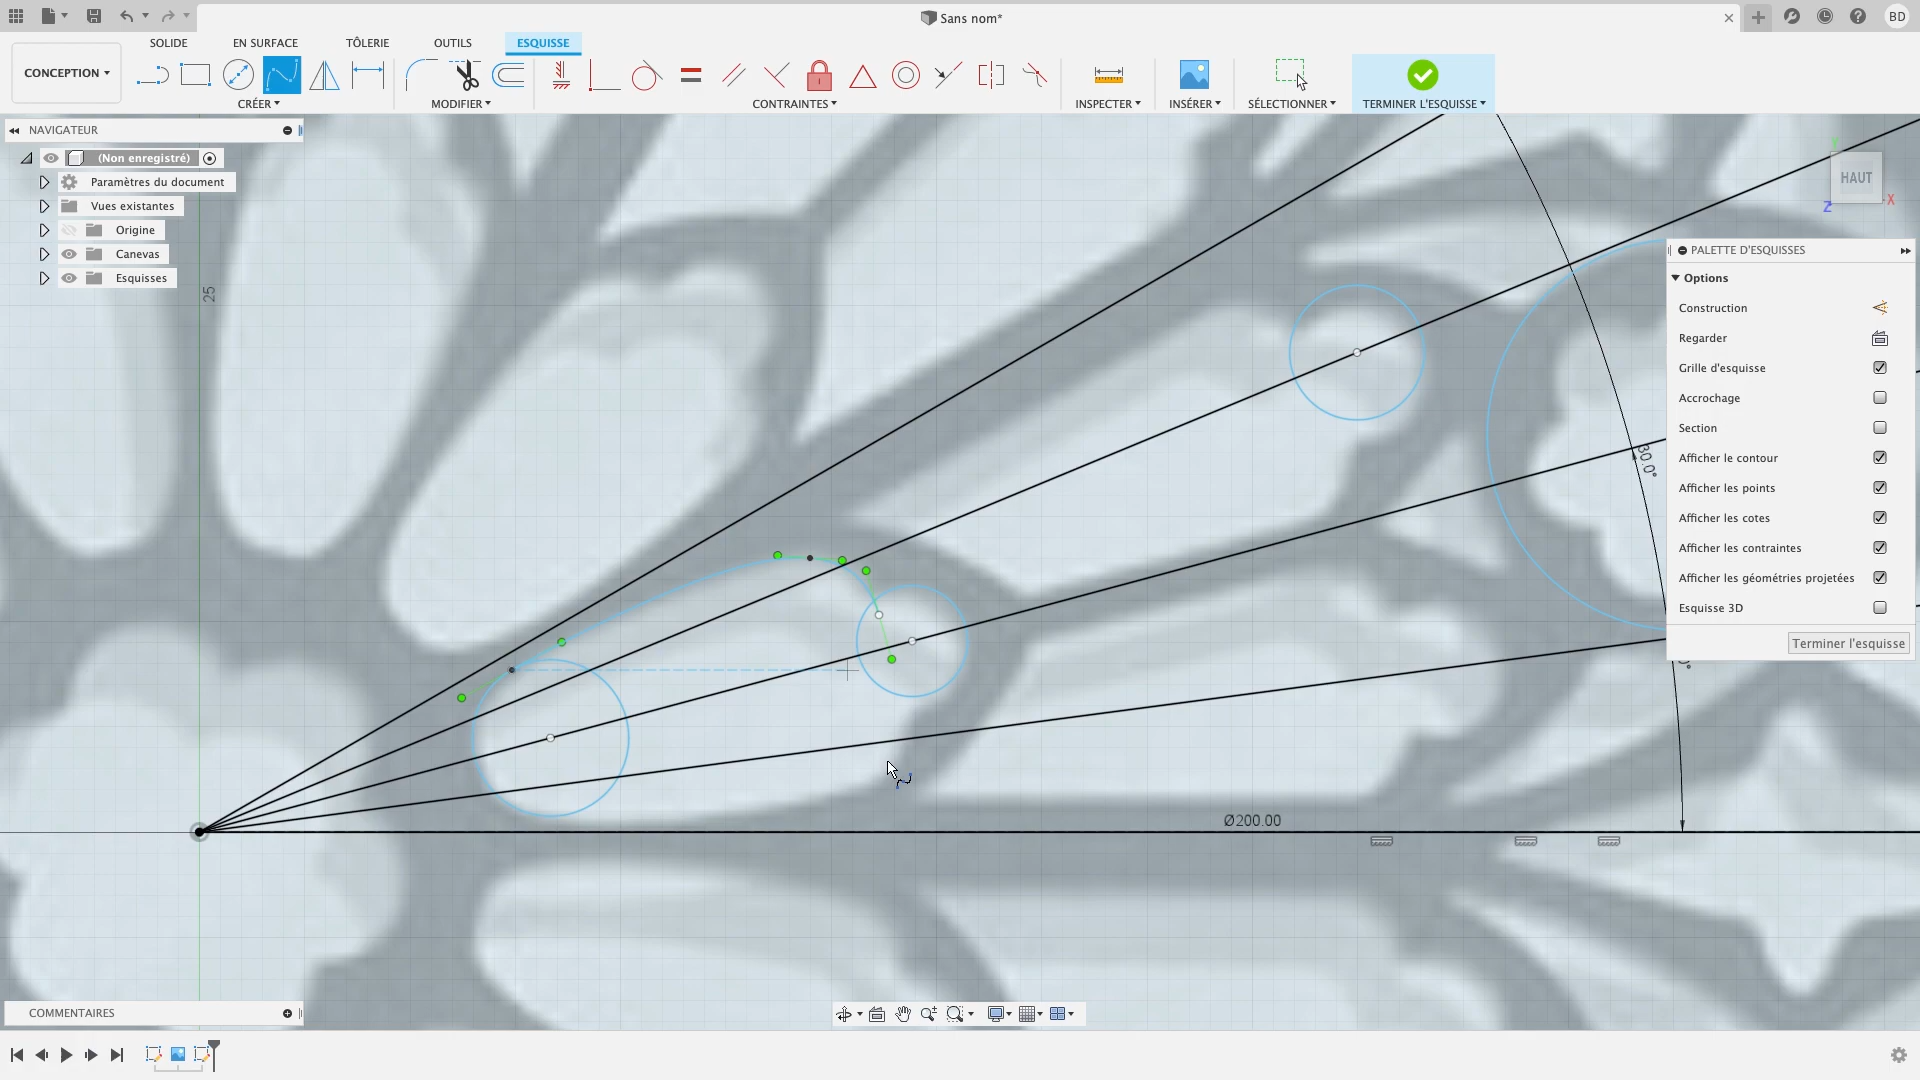 Sans nom*
BD
SOLIDE
EN SURFACE
TÔLERIE
OUTILS
ESQUISSE
CONCEPTION
CRÉER
MODIFIER
CONTRAINTES
INSPECTER
INSÉRER
SÉLECTIONNER
TERMINER L'ESQUISSE
NAVIGATEUR
(Non enregistré)
Paramètres du document
Vues existantes
Origine
Canevas
Esquisses
25
HAUT
X
Z
PALETTE D'ESQUISSES
Options
Construction
Regarder
Grille d'esquisse
Accrochage
Section
Afficher le contour
Afficher les points
Afficher les cotes
Afficher les contraintes
Afficher les géométries projetées
Esquisse 3D
Terminer l'esquisse
30.0°
Ø200.00
COMMENTAIRES